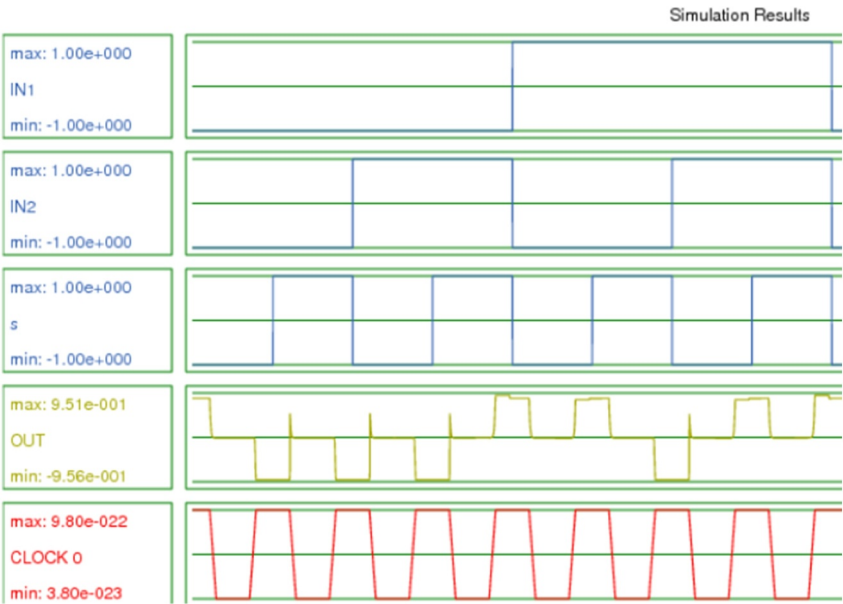 Simulation Results
max: 1.00e+000
IN1
min: -1.00e+000
max: 1.00e+000
IN2
min: -1.00e+000
max: 1.00e+000
s
min: -1.00e+000
max: 9.51e-001
OUT
min: -9.56e-001
max: 9.80e-022
CLOCK 0
min: 3.80e-023